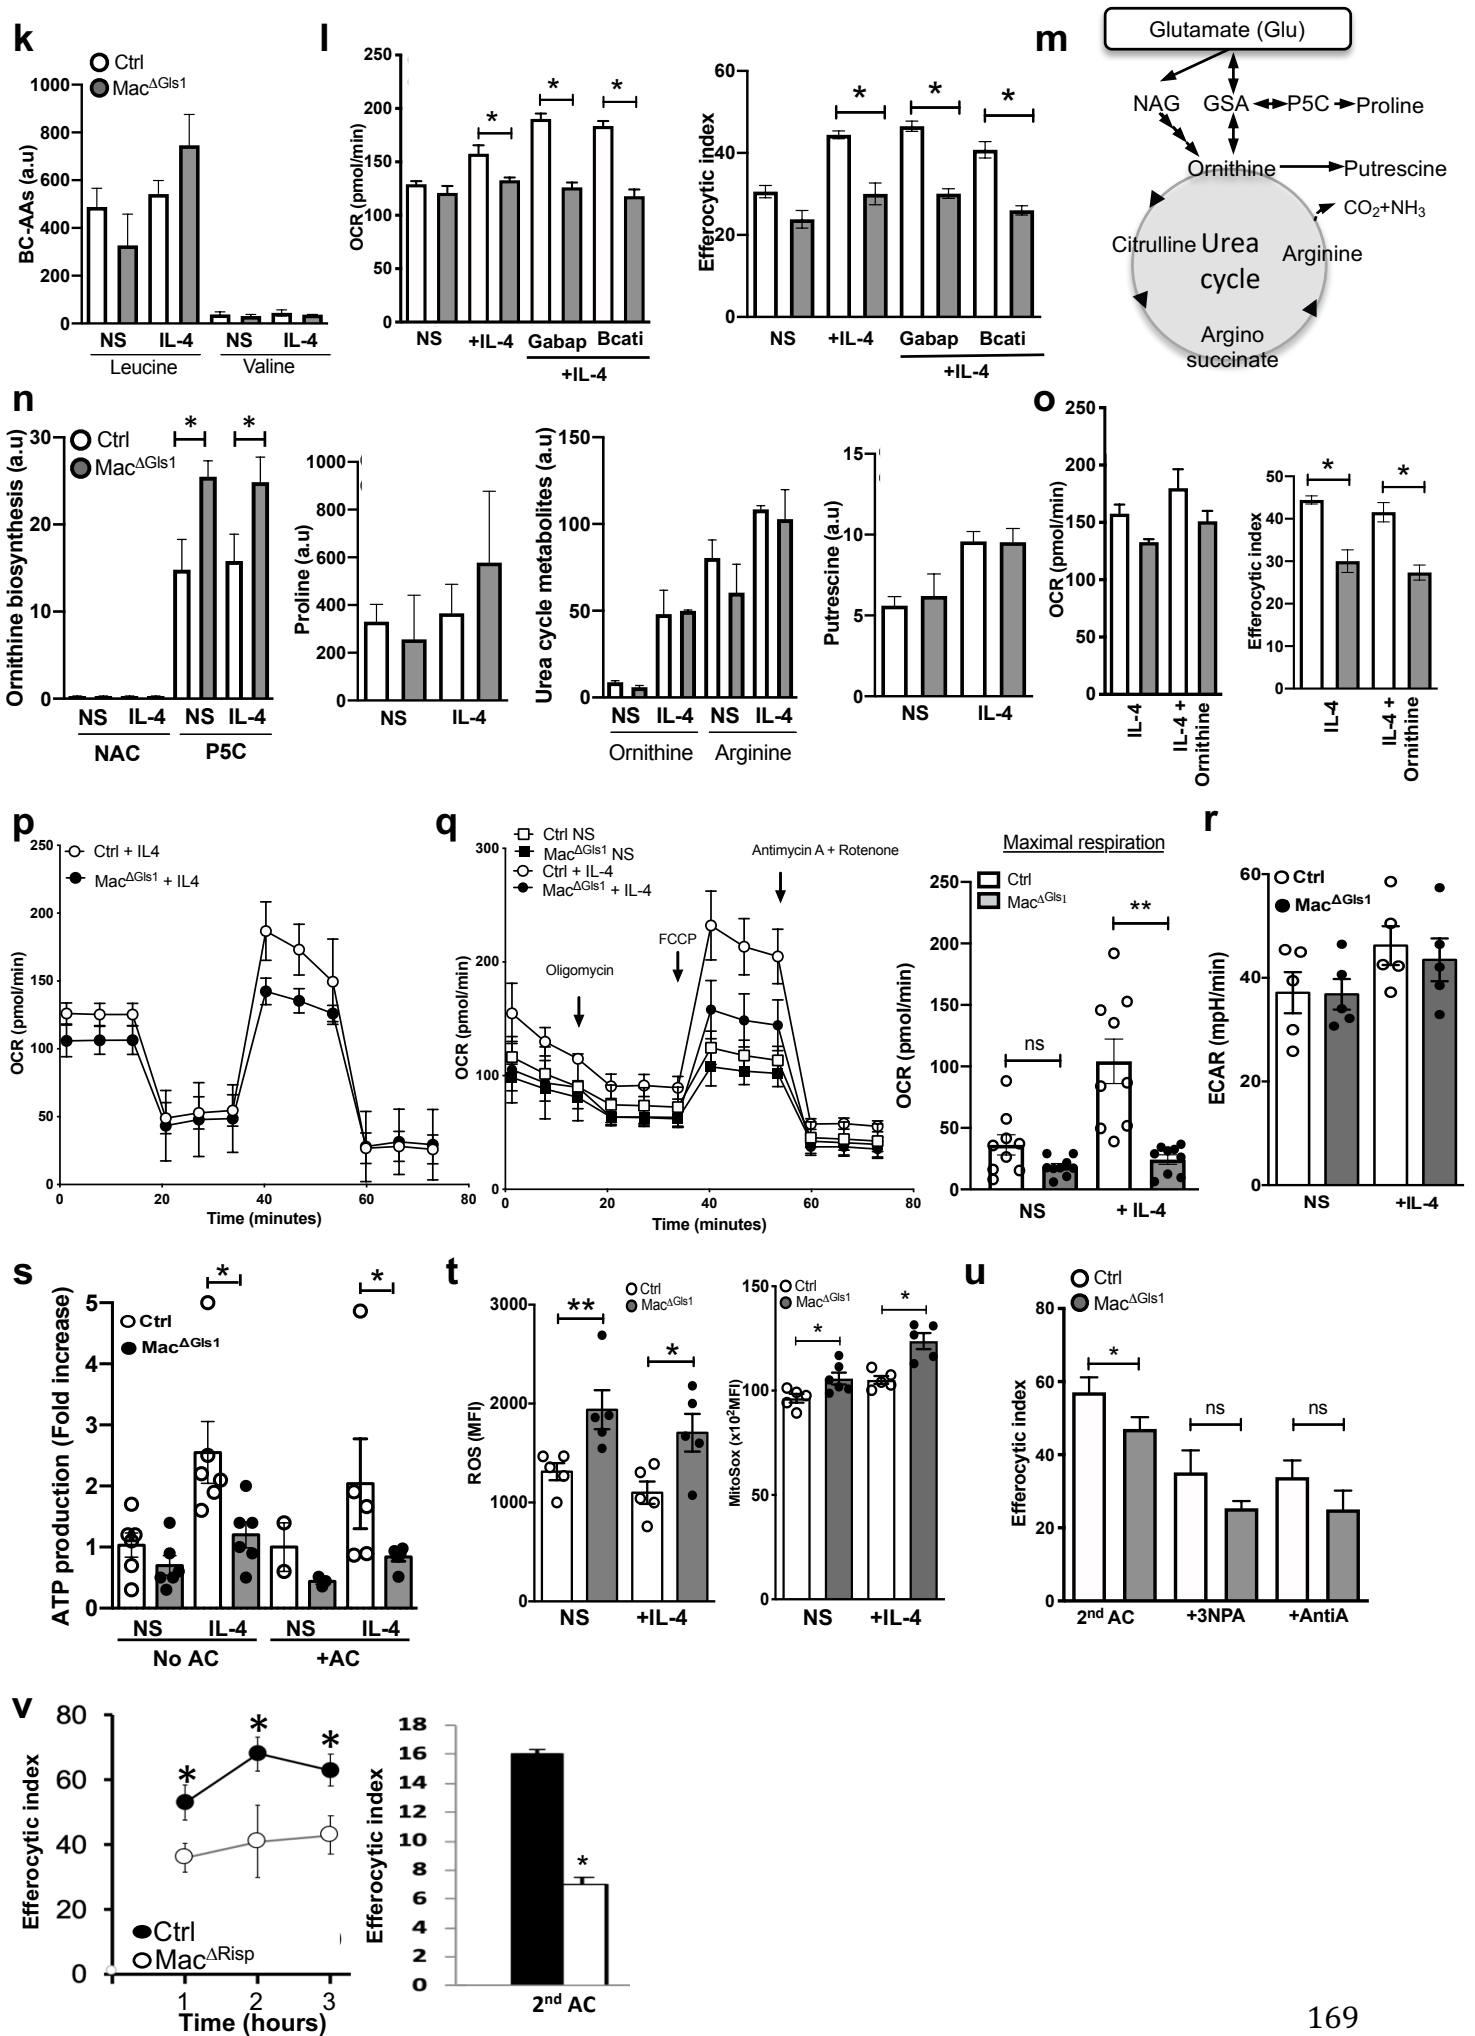 k
Ctrl
Mac^ΔGls1
BC-AAs (a.u)
1000
800
600
400
200
0
NS IL-4 NS IL-4
Leucine Valine
l
OCR (pmol/min)
250
200
150
100
50
0
* * *
NS +IL-4 Gabap Bcati
+IL-4
Efferocytic index
60
40
20
0
* * *
NS +IL-4 Gabap Bcati
+IL-4
m
Glutamate (Glu)
NAG GSA P5C Proline
Ornithine Putrescine
CO₂+NH₃
Citrulline Urea cycle Arginine
Argino
succinate
n
Ctrl
Mac^ΔGls1
Ornithine biosynthesis (a.u)
30
20
10
0
* *
NS IL-4 NS IL-4
NAC P5C
Proline (a.u)
1000
800
600
400
200
0
NS IL-4
Urea cycle metabolites (a.u)
150
100
50
0
NS IL-4 NS IL-4
Ornithine Arginine
Putrescine (a.u)
15
10
5
0
NS IL-4
o
OCR (pmol/min)
250
200
150
100
50
0
IL-4
IL-4 +
Ornithine
Efferocytic index
50
40
30
20
10
0
* *
IL-4
IL-4 +
Ornithine
p
Ctrl + IL4
Mac^ΔGls1 + IL4
OCR (pmol/min)
250
200
150
100
50
0
0 20 40 60 80
Time (minutes)
q
Ctrl NS
Mac^ΔGls1 NS
Ctrl + IL-4
Mac^ΔGls1 + IL-4
Antimycin A + Rotenone
FCCP
Oligomycin
OCR (pmol/min)
300
200
100
0
0 20 40 60 80
Time (minutes)
Maximal respiration
Ctrl
Mac^ΔGls1
OCR (pmol/min)
250
200
150
100
50
0
ns **
NS + IL-4
r
Ctrl
Mac^ΔGls1
ECAR (mpH/min)
60
40
20
0
NS +IL-4
s
Ctrl
Mac^ΔGls1
ATP production (Fold increase)
5
4
3
2
1
0
* *
NS IL-4 NS IL-4
No AC +AC
t
Ctrl
Mac^ΔGls1
ROS (MFI)
3000
2000
1000
0
** *
NS +IL-4
Ctrl
Mac^ΔGls1
MitoSox (x10²MFI)
150
100
50
0
* *
NS +IL-4
u
Ctrl
Mac^ΔGls1
Efferocytic index
80
60
40
20
0
* ns ns
2nd AC +3NPA +AntiA
v
Efferocytic index
80
60
40
20
0
* * *
Ctrl
Mac^ΔRisp
1 2 3
Time (hours)
Efferocytic index
18
16
14
12
10
8
6
4
2
0
*
2nd AC
169